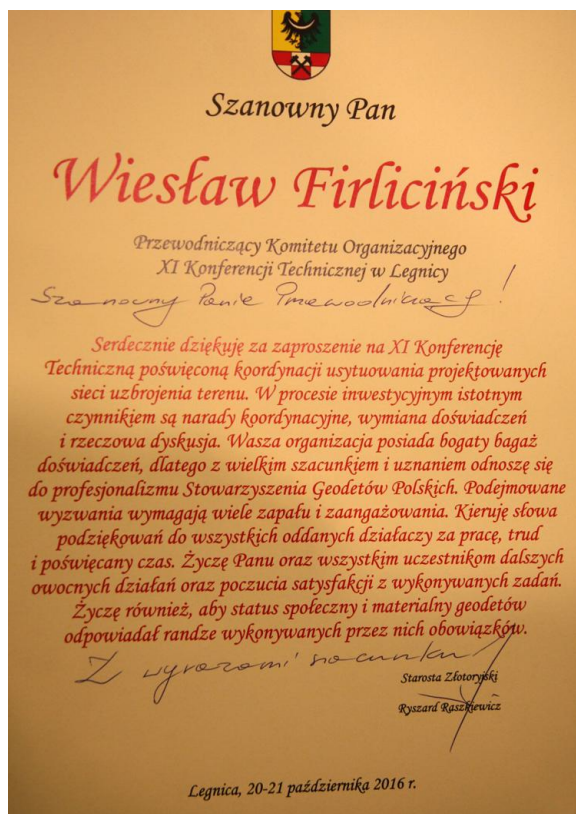 Szanowny Pan
Wiesław Firliciński
Przewodniczący Komitetu Organizacyjnego
XI Konferencji Technicznej w Legnicy
Szanowny Panie Przewodniczący!
Serdecznie dziękuję za zaproszenie na XI Konferencję
Techniczną poświęconą koordynacji usytuowania projektowanych
sieci uzbrojenia terenu. W procesie inwestycyjnym istotnym
czynnikiem są narady koordynacyjne, wymiana doświadczeń
i rzeczowa dyskusja. Wasza organizacja posiada bogaty bagaż
doświadczeń, dlatego z wielkim szacunkiem i uznaniem odnoszę się
do profesjonalizmu Stowarzyszenia Geodetów Polskich. Podejmowane
wyzwania wymagają wiele zapału i zaangażowania. Kieruję słowa
podziękowań do wszystkich oddanych działaczy za pracę, trud
i poświęcany czas. Życzę Panu oraz wszystkim uczestnikom dalszych
owocnych działań oraz poczucia satysfakcji z wykonywanych zadań.
Życzę również, aby status społeczny i materialny geodetów
odpowiadał randze wykonywanych przez nich obowiązków.
Z wyrazami szacunku
Starosta Złotoryjski
Ryszard Raszkiewicz
Legnica, 20-21 października 2016 r.